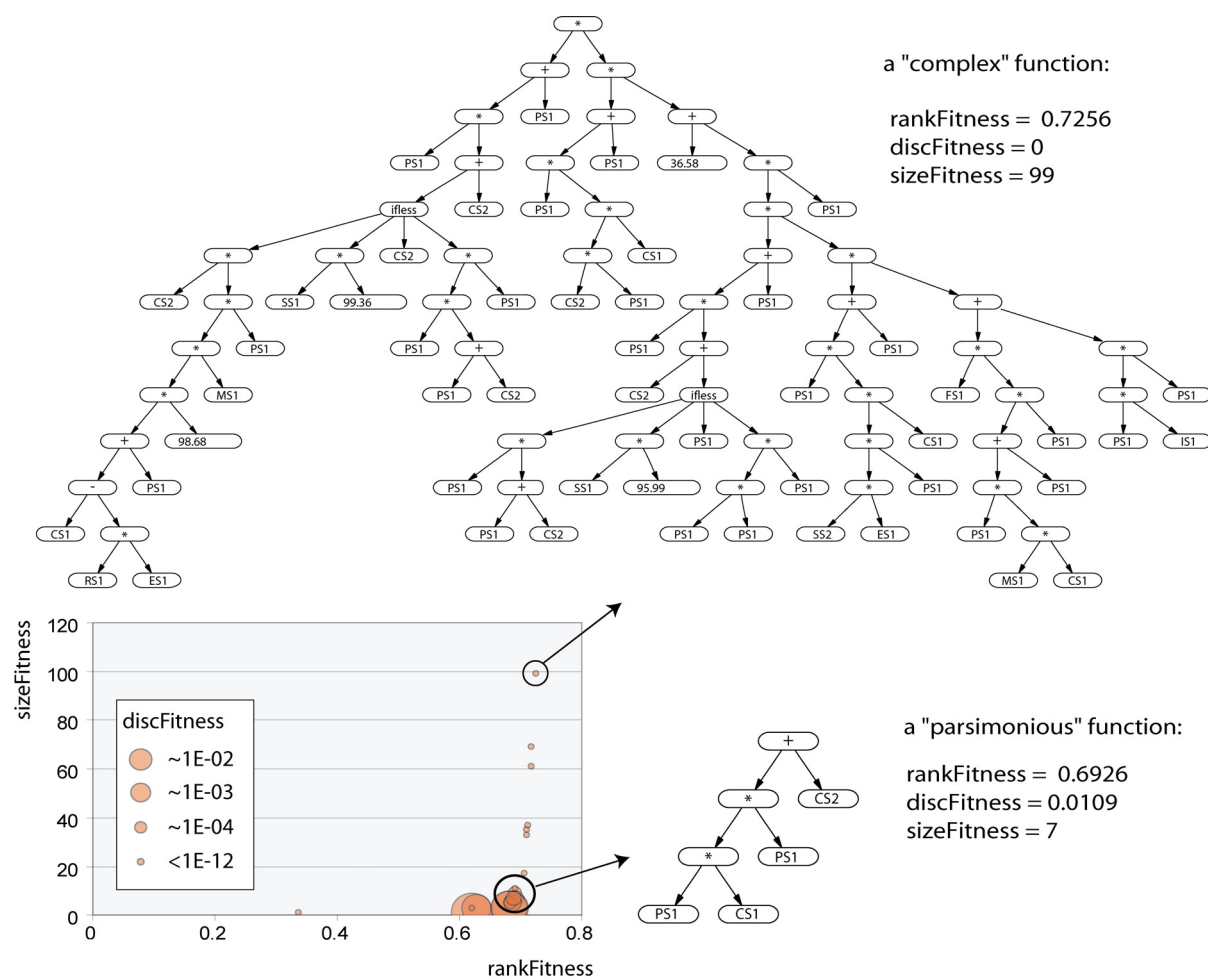 *
+ *
a "complex" function:
* PS1 + +
rankFitness = 0.7256
PS1 + * PS1 36.58 *
discFitness = 0
sizeFitness = 99
ifless CS2 PS1 * * PS1
* * CS2 * * CS1 + *
CS2 * SS1 99.36 * PS1 CS2 PS1 * PS1 + +
* PS1 PS1 + PS1 + * PS1 * *
* MS1 PS1 CS2 CS2 ifless PS1 * FS1 * * PS1
+ 98.68 * * PS1 * * CS1 + PS1 PS1 IS1
- PS1 PS1 + SS1 95.99 * PS1 * PS1 * PS1
CS1 * PS1 CS2 PS1 PS1 SS2 ES1 PS1 *
RS1 ES1 MS1 CS1
sizeFitness
120
100
80
60
40
20
0
discFitness
~1E-02
~1E-03
~1E-04
<1E-12
0 0.2 0.4 0.6 0.8
rankFitness
a "parsimonious" function:
+
rankFitness = 0.6926
* CS2
discFitness = 0.0109
sizeFitness = 7
* PS1
PS1 CS1